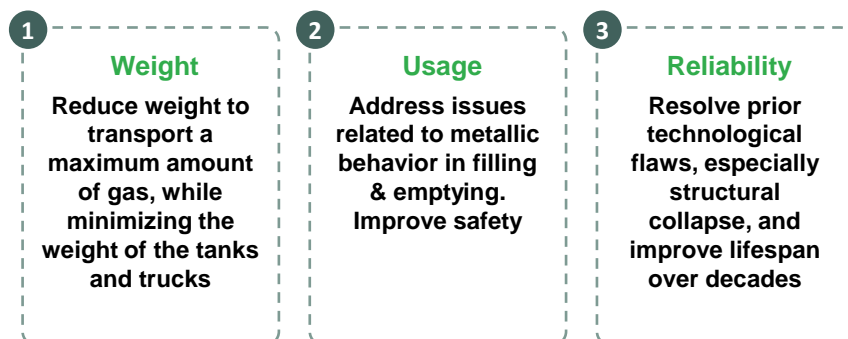 1
Weight
Reduce weight to
transport a
maximum amount
of gas, while
minimizing the
weight of the tanks
and trucks
2
Usage
Address issues
related to metallic
behavior in filling
& emptying.
Improve safety
3
Reliability
Resolve prior
technological
flaws, especially
structural
collapse, and
improve lifespan
over decades